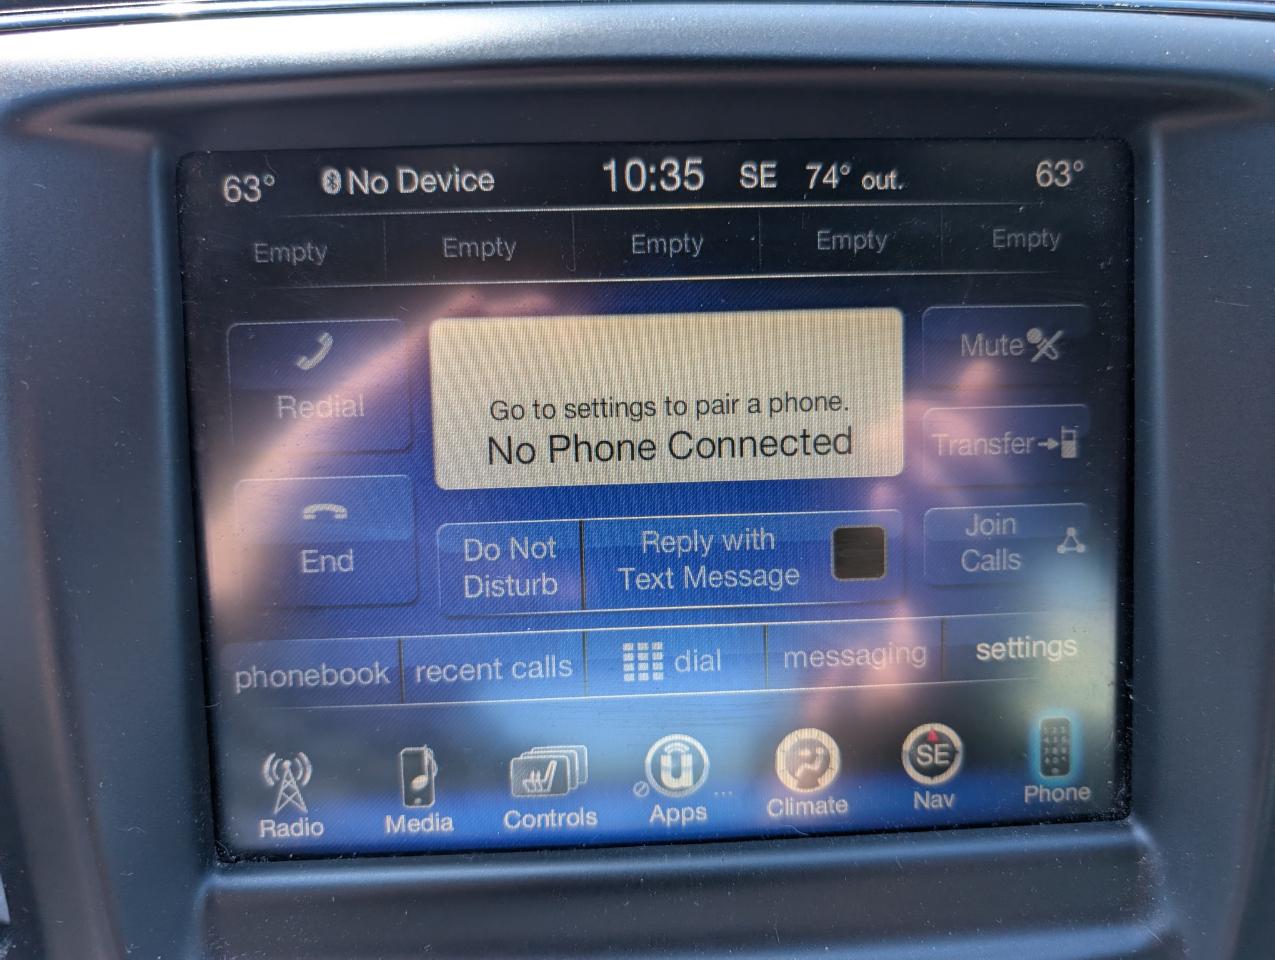 63° No Device 10:35 SE 74° out. 63°
Empty Empty Empty Empty Empty
Redial
Go to settings to pair a phone.
No Phone Connected
Mute
Transfer
End
Do Not
Disturb
Reply with
Text Message
Join
Calls
phonebook recent calls dial messaging settings
SE
Radio Media Controls Apps Climate Nav Phone